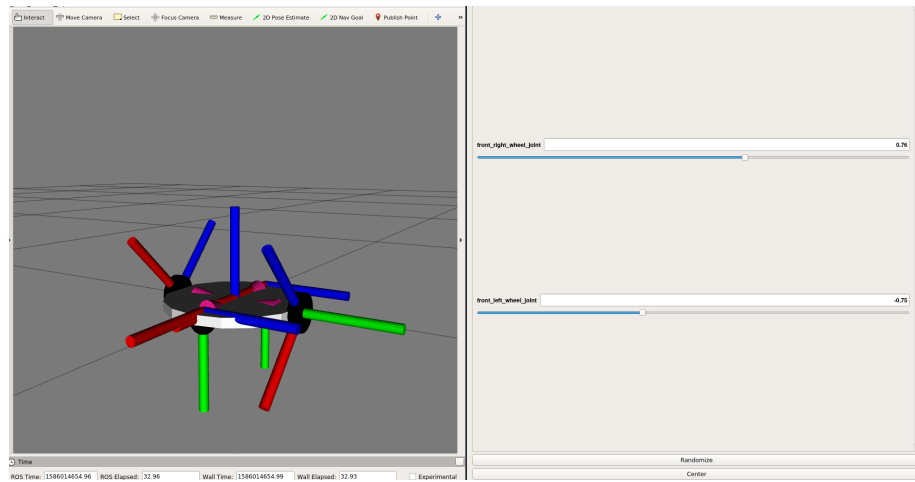 Interact Move Camera Select Focus Camera Measure 2D Pose Estimate 2D Nav Goal Publish Point »
front_right_wheel_joint 0.76
front_left_wheel_joint -0.75
Time
Randomize
Center
ROS Time: 1586014654.96 ROS Elapsed: 32.96 Wall Time: 1586014654.99 Wall Elapsed: 32.93 Experimental